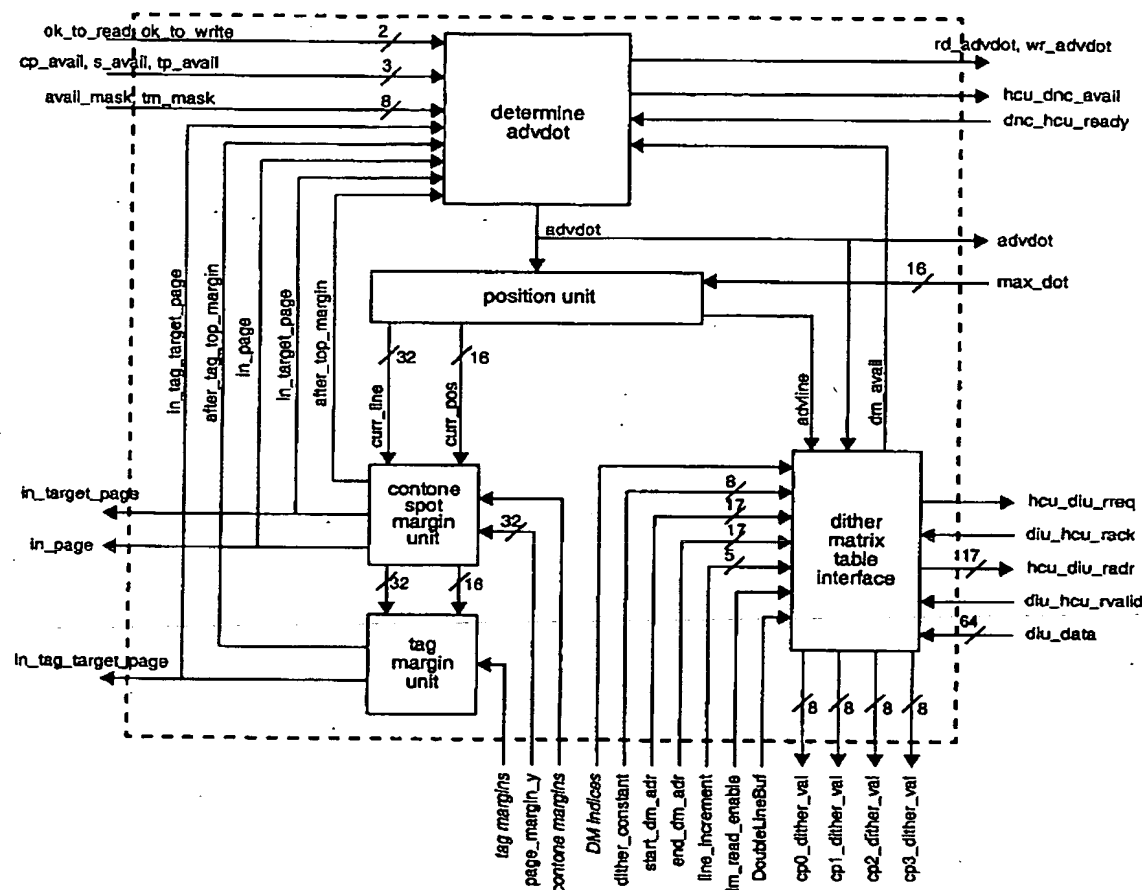 ok_to_read, ok_to_write
2
rd_advdot, wr_advdot
cp_avail, s_avail, tp_avail
3
avail_mask, tm_mask
8
hcu_dnc_avail
determine
advdot
dnc_hcu_ready
advdot
advdot
16
max_dot
position unit
in_tag_target_page
after_tag_top_margin
in_page
in_target_page
after_top_margin
32
16
curr_line
curr_pos
advline
dm_avail
in_target_page
in_page
contone
spot
margin
unit
32
32
16
tag
margin
unit
in_tag_target_page
8
17
17
5
dither
matrix
table
interface
hcu_diu_rreq
diu_hcu_rack
17
hcu_diu_radr
diu_hcu_rvalid
64
diu_data
8
8
8
8
tag margins
page_margin_y
contone margins
DM indices
dither_constant
start_dm_adr
end_dm_adr
line_increment
dm_read_enable
DoubleLineBuf
cp0_dither_val
cp1_dither_val
cp2_dither_val
cp3_dither_val